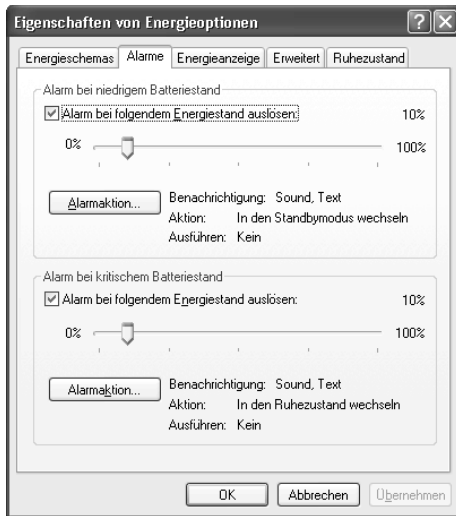 Eigenschaften von Energieoptionen
Energieschemas Alarme Energieanzeige Erweitert Ruhezustand
Alarm bei niedrigem Batteriestand
Alarm bei folgendem Energiestand auslösen: 10%
0% 100%
Alarmaktion... Benachrichtigung: Sound, Text
Aktion: In den Standbymodus wechseln
Ausführen: Kein
Alarm bei kritischem Batteriestand
Alarm bei folgendem Energiestand auslösen: 10%
0% 100%
Alarmaktion... Benachrichtigung: Sound, Text
Aktion: In den Ruhezustand wechseln
Ausführen: Kein
OK Abbrechen Übernehmen